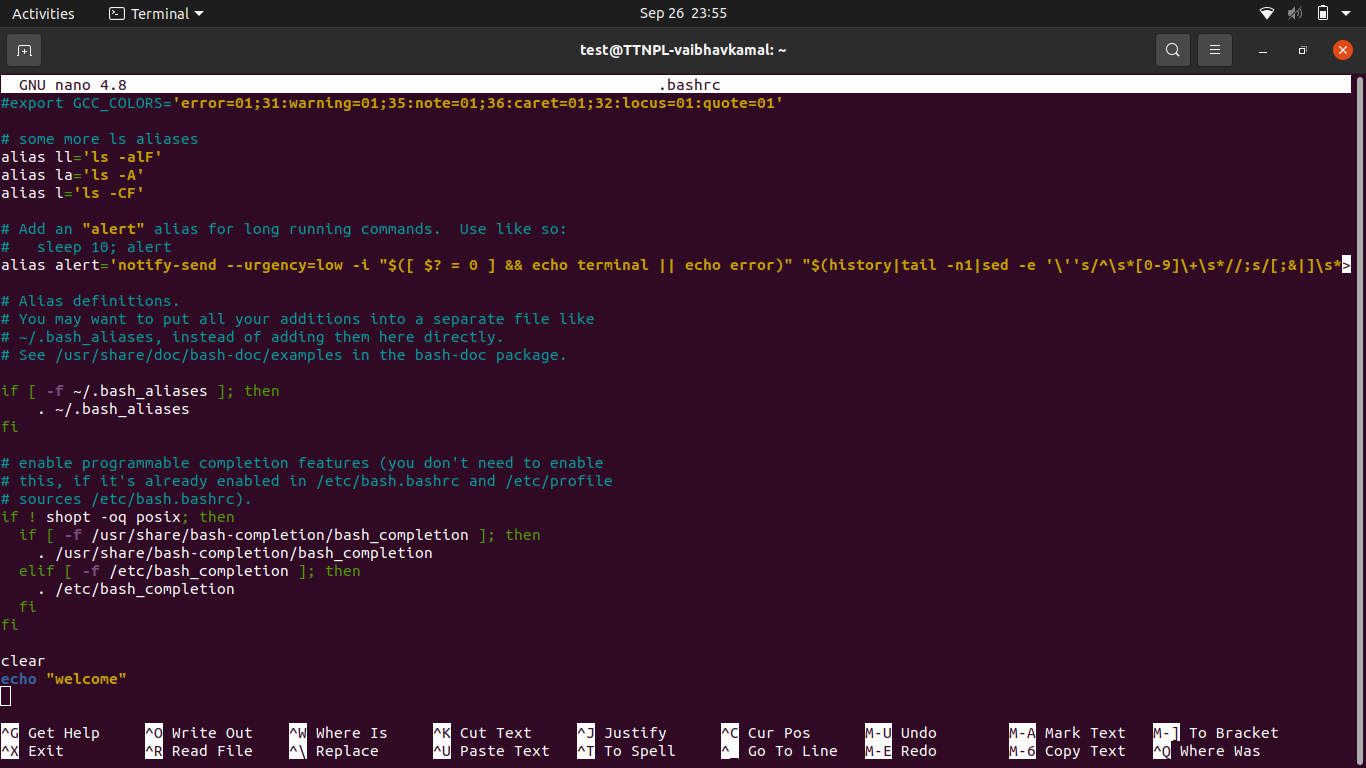 Activities Terminal Sep 26 23:55
test@TTNPL-vaibhavkamal: ~
GNU nano 4.8 .bashrc
#export GCC_COLORS='error=01;31:warning=01;35:note=01;36:caret=01;32:locus=01:quote=01'
# some more ls aliases
alias ll='ls -alF'
alias la='ls -A'
alias l='ls -CF'
# Add an "alert" alias for long running commands.  Use like so:
#   sleep 10; alert
alias alert='notify-send --urgency=low -i "$([ $? = 0 ] && echo terminal || echo error)" "$(history|tail -n1|sed -e '\''s/^\s*[0-9]\+\s*//;s/[;&|]\s*>
# Alias definitions.
# You may want to put all your additions into a separate file like
# ~/.bash_aliases, instead of adding them here directly.
# See /usr/share/doc/bash-doc/examples in the bash-doc package.
if [ -f ~/.bash_aliases ]; then
    . ~/.bash_aliases
fi
# enable programmable completion features (you don't need to enable
# this, if it's already enabled in /etc/bash.bashrc and /etc/profile
# sources /etc/bash.bashrc).
if ! shopt -oq posix; then
  if [ -f /usr/share/bash-completion/bash_completion ]; then
    . /usr/share/bash-completion/bash_completion
  elif [ -f /etc/bash_completion ]; then
    . /etc/bash_completion
  fi
fi
clear
echo "welcome"
^G Get Help ^O Write Out ^W Where Is ^K Cut Text ^J Justify ^C Cur Pos M-U Undo M-A Mark Text M-] To Bracket
^X Exit ^R Read File ^\ Replace ^U Paste Text ^T To Spell ^_ Go To Line M-E Redo M-6 Copy Text ^Q Where Was